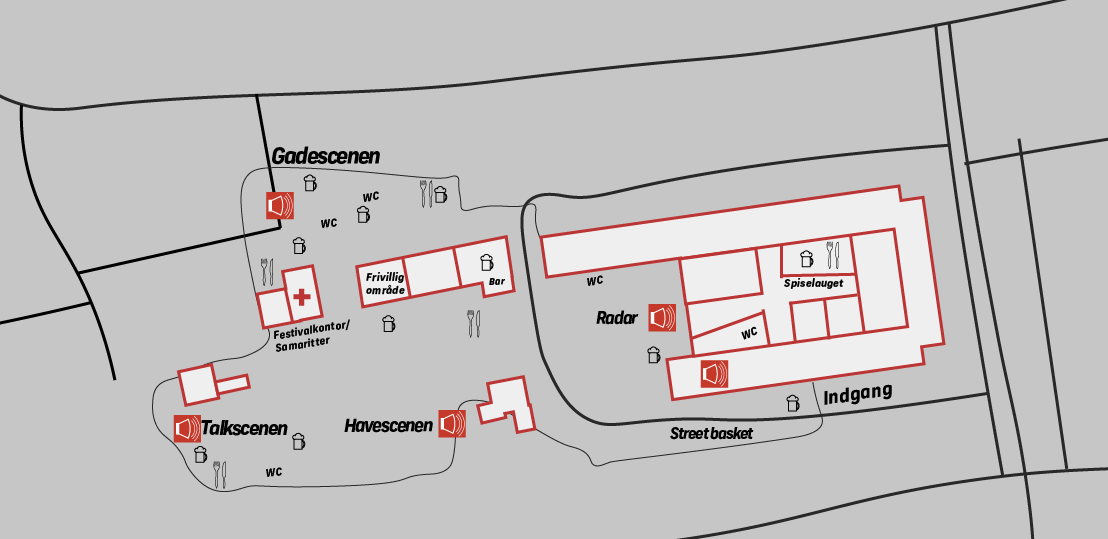 Gadescenen
WC
WC
Frivillig
område
Bar
WC
Spiselauget
Radar
WC
Festivalkontor/
Samaritter
Indgang
Talkscenen
Havescenen
Street basket
WC